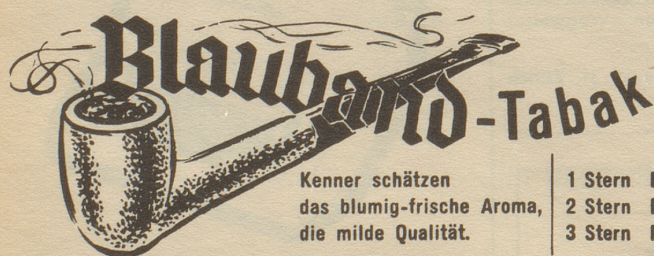 Blauband-Tabak
Kenner schätzen
das blumig-frische Aroma,
die milde Qualität.
1 Stern
2 Stern
3 Stern